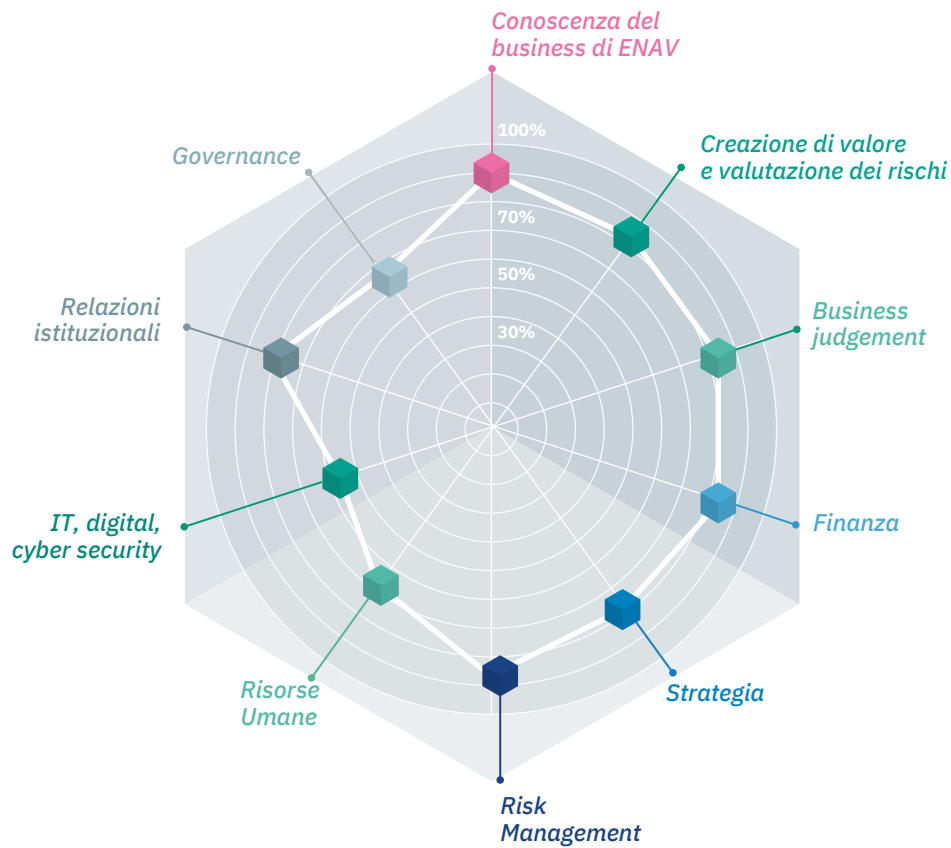 Conoscenza del
business di ENAV
Creazione di valore
e valutazione dei rischi
Governance
100%
70%
50%
30%
Relazioni
istituzionali
Business
judgement
IT, digital,
cyber security
Finanza
Risorse
Umane
Strategia
Risk
Management